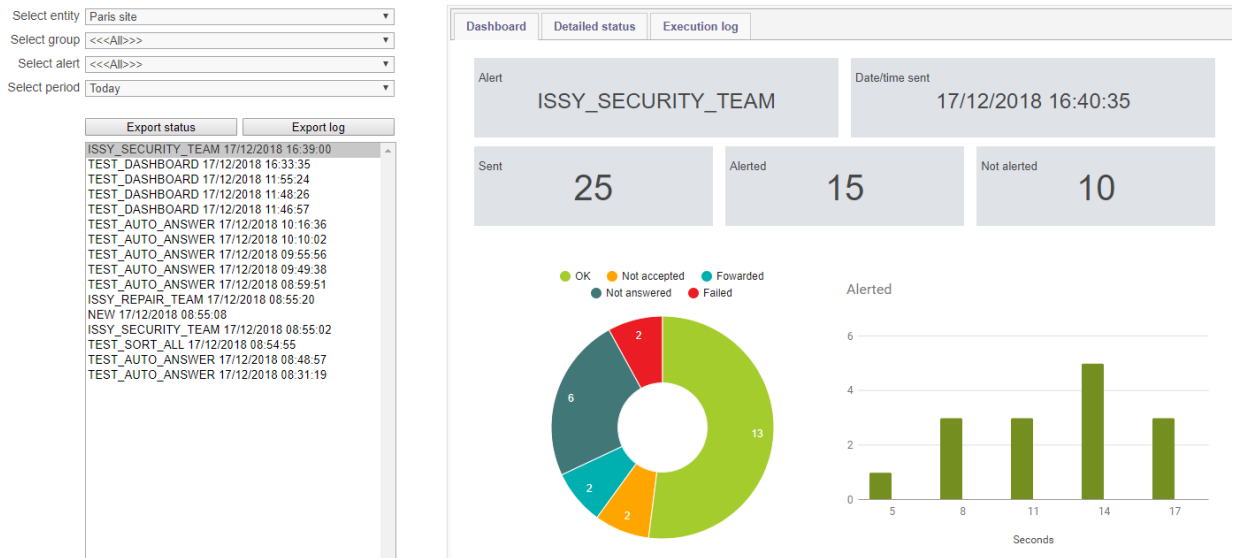 Select entity Paris site
Select group <<<All>>>
Select alert <<<All>>>
Select period Today
Export status Export log
ISSY_SECURITY_TEAM 17/12/2018 16:39:00
TEST_DASHBOARD 17/12/2018 16:33:35
TEST_DASHBOARD 17/12/2018 11:55:24
TEST_DASHBOARD 17/12/2018 11:48:26
TEST_DASHBOARD 17/12/2018 11:46:57
TEST_AUTO_ANSWER 17/12/2018 10:16:36
TEST_AUTO_ANSWER 17/12/2018 10:10:02
TEST_AUTO_ANSWER 17/12/2018 09:55:56
TEST_AUTO_ANSWER 17/12/2018 09:49:38
TEST_AUTO_ANSWER 17/12/2018 08:59:51
ISSY_REPAIR_TEAM 17/12/2018 08:55:20
NEW 17/12/2018 08:55:08
ISSY_SECURITY_TEAM 17/12/2018 08:55:02
TEST_SORT_ALL 17/12/2018 08:54:55
TEST_AUTO_ANSWER 17/12/2018 08:48:57
TEST_AUTO_ANSWER 17/12/2018 08:31:19
Dashboard Detailed status Execution log
Alert
ISSY_SECURITY_TEAM
Date/time sent
17/12/2018 16:40:35
Sent
25
Alerted
15
Not alerted
10
OK Not accepted Fowarded
Not answered Failed
2
6
13
2
2
Alerted
6
4
2
0
5 8 11 14 17
Seconds